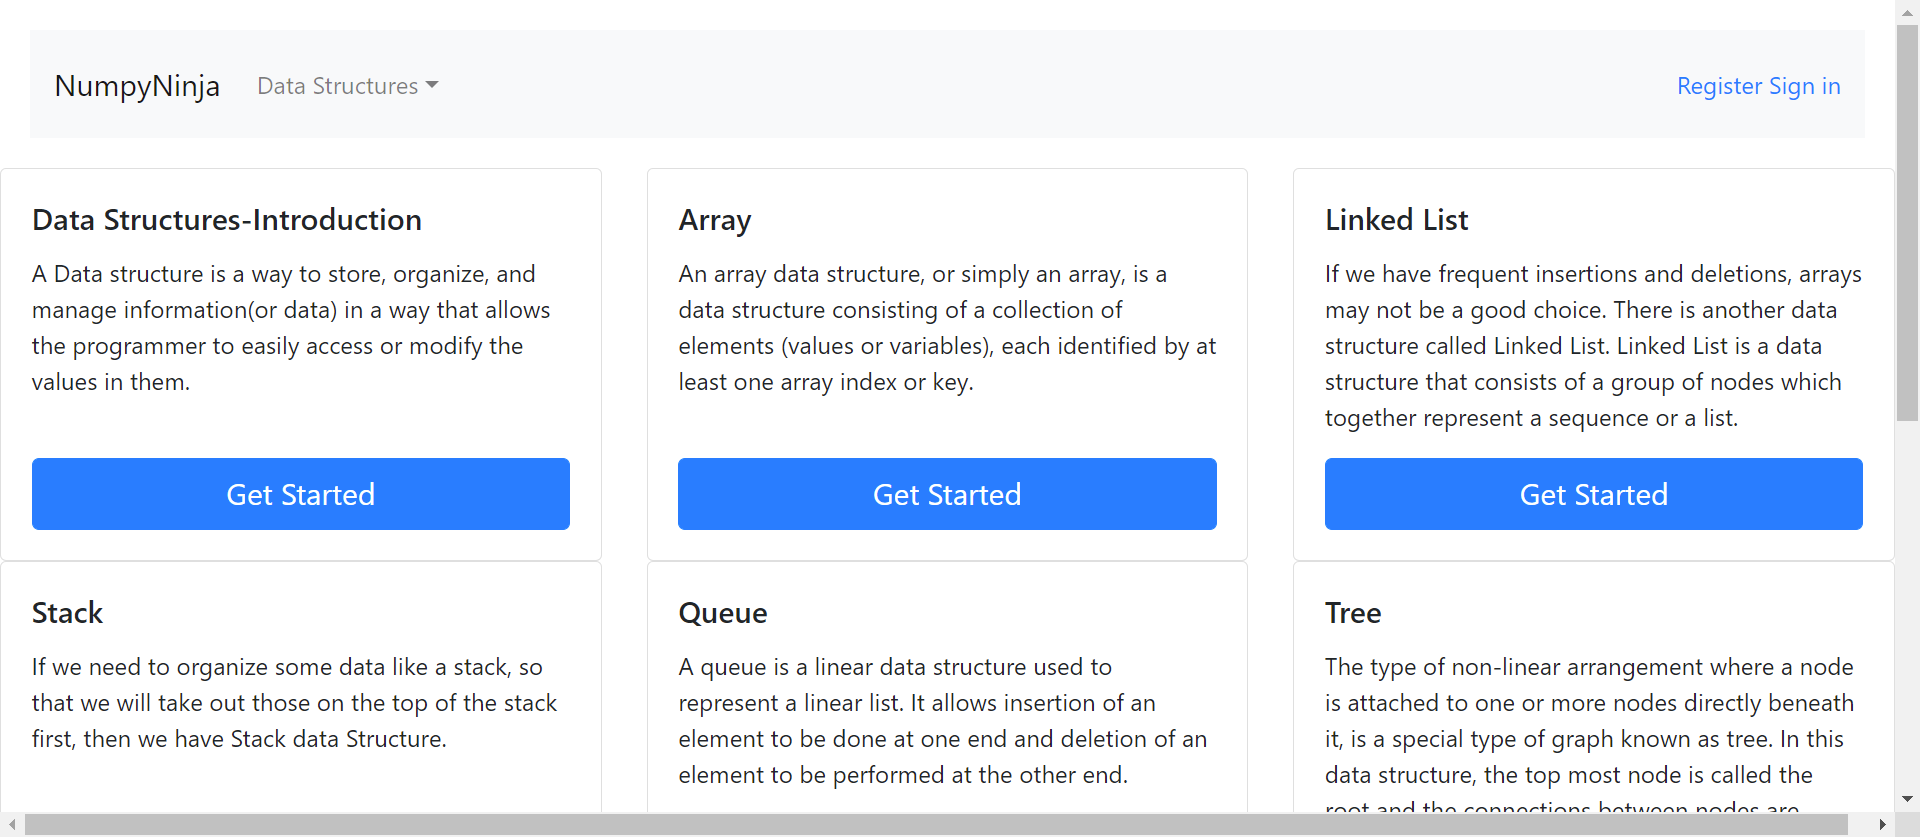 NumpyNinja
Data Structures
Register Sign in
Data Structures-Introduction
A Data structure is a way to store, organize, and
manage information(or data) in a way that allows
the programmer to easily access or modify the
values in them.
Get Started
Array
An array data structure, or simply an array, is a
data structure consisting of a collection of
elements (values or variables), each identified by at
least one array index or key.
Get Started
Linked List
If we have frequent insertions and deletions, arrays
may not be a good choice. There is another data
structure called Linked List. Linked List is a data
structure that consists of a group of nodes which
together represent a sequence or a list.
Get Started
Stack
If we need to organize some data like a stack, so
that we will take out those on the top of the stack
first, then we have Stack data Structure.
Queue
A queue is a linear data structure used to
represent a linear list. It allows insertion of an
element to be done at one end and deletion of an
element to be performed at the other end.
Tree
The type of non-linear arrangement where a node
is attached to one or more nodes directly beneath
it, is a special type of graph known as tree. In this
data structure, the top most node is called the
root and the connections between nodes are